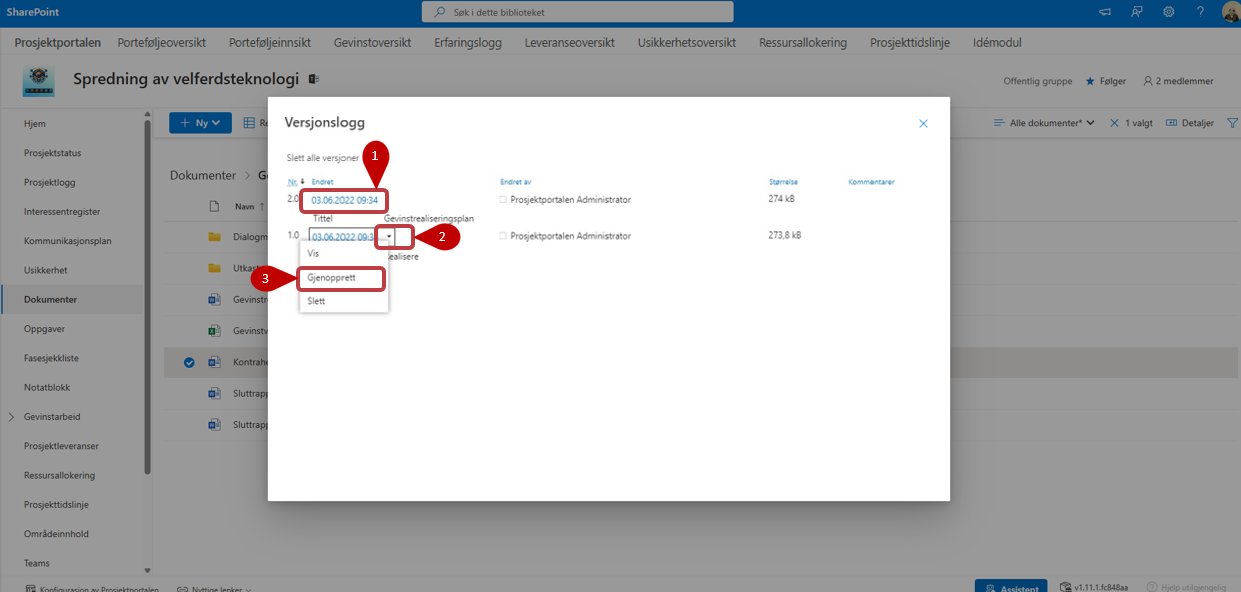 SharePoint
Søk i dette biblioteket
?
Prosjektportalen Porteføljeoversikt Porteføljeinnsikt Gevinstoversikt Erfaringslogg Leveranseoversikt Usikkerhetsoversikt Ressursallokering Prosjekttidslinje Idémodul
Spredning av velferdsteknologi
Offentlig gruppe Følger 2 medlemmer
Hjem
Prosjektstatus
Prosjektlogg
Interessentregister
Kommunikasjonsplan
Usikkerhet
Dokumenter
Oppgaver
Fasesjekkliste
Notatblokk
Gevinstarbeid
Prosjektleveranser
Ressursallokering
Prosjekttidslinje
Områdeinnhold
Teams
Konfigurasjon av Prosjektportalen Nyttige lenker
+ Ny Re
Alle dokumenter* 1 valgt Detaljer
Dokumenter > Ge
Navn ↑
Dialogm
Utkast
Gevinstre
Gevinstv
Kontrahe
Sluttrapp
Sluttrapp
Versjonslogg
Slett alle versjoner
1
Nr. ↓ Endret Endret av Størrelse Kommentarer
2.0 03.06.2022 09:34 Prosjektportalen Administrator 274 kB
Tittel Gevinstrealiseringsplan
1.0 03.06.2022 09:3 Prosjektportalen Administrator 273,8 kB
2
Vis
ealisere
3
Gjenopprett
Slett
Assistent
v1.11.1.fc848aa
? Hjelp utilgjengelig